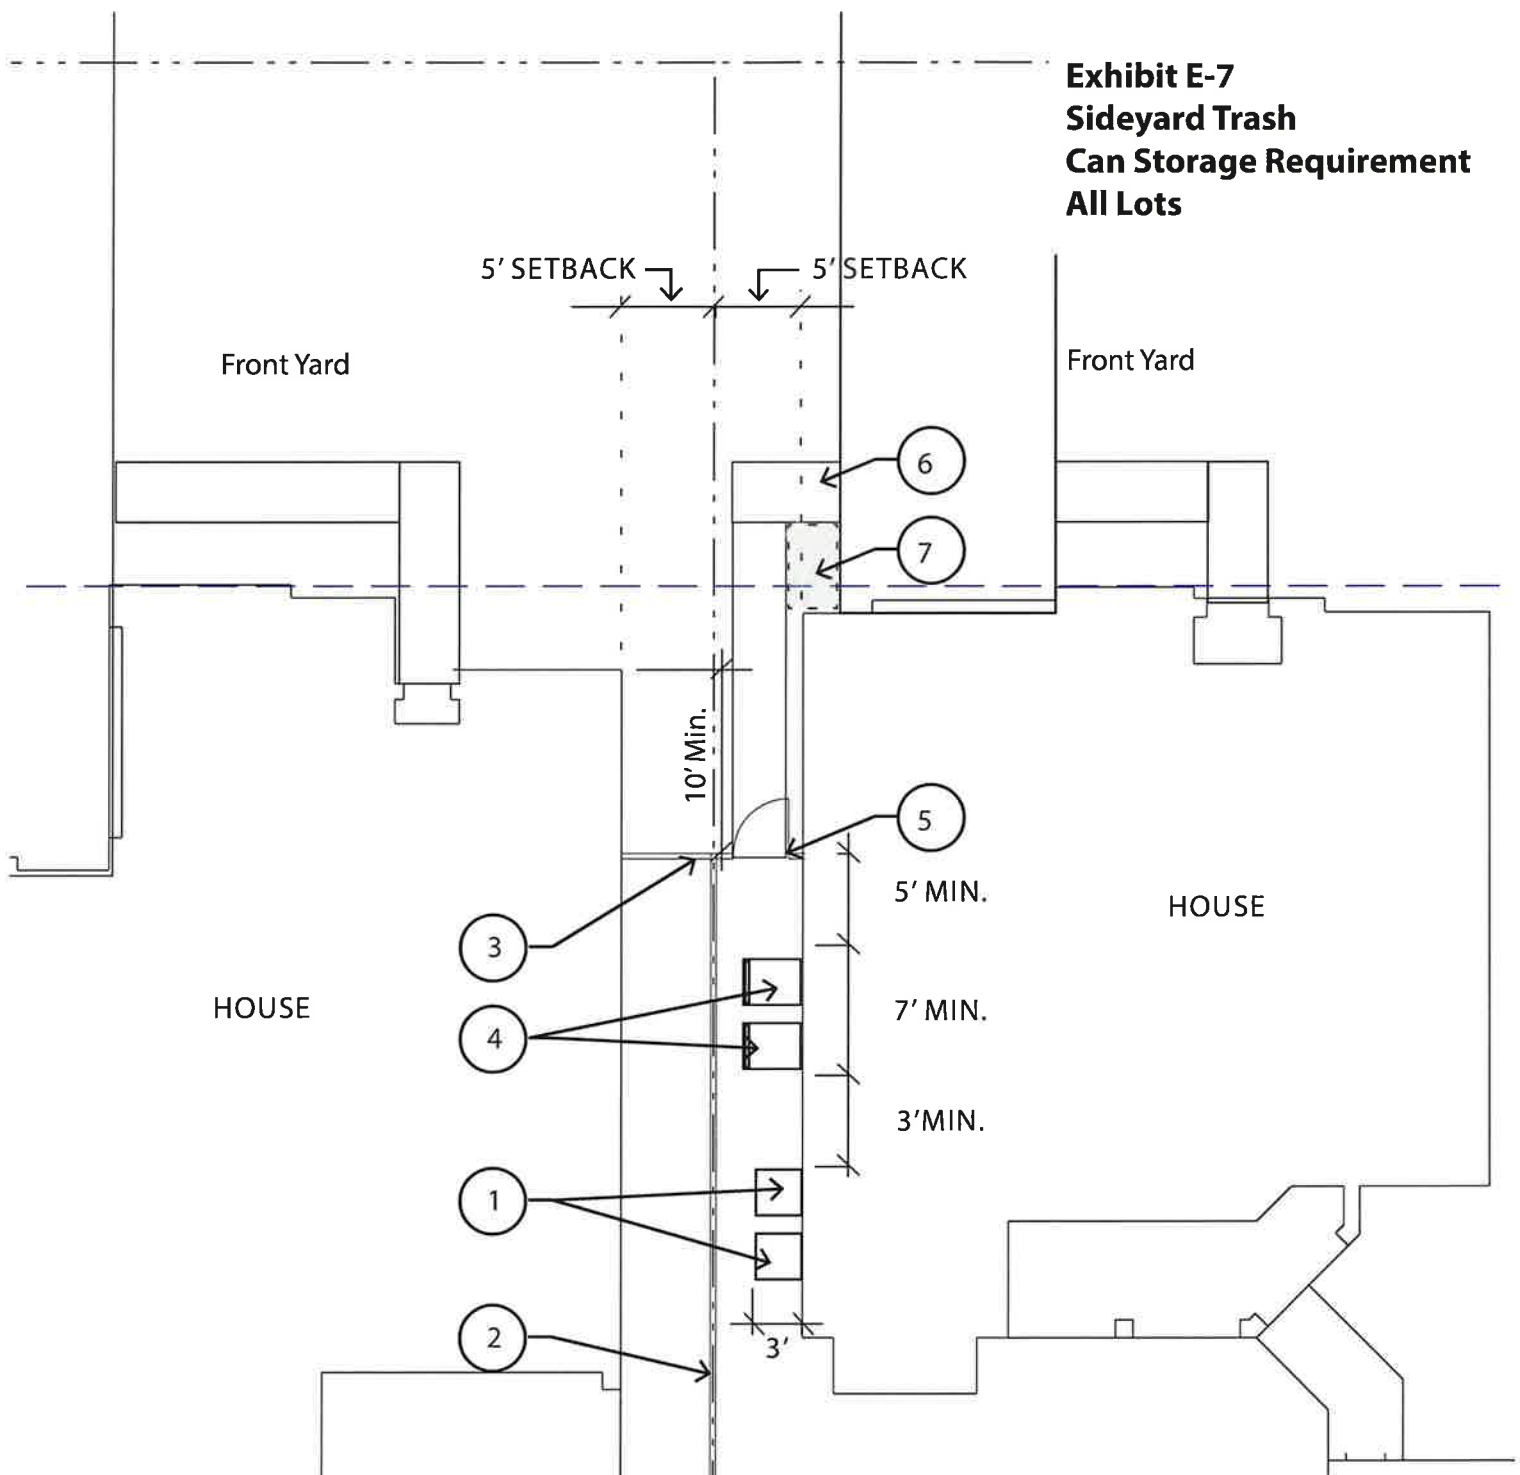 Exhibit E-7
Sideyard Trash
Can Storage Requirement
All Lots
5' SETBACK
5' SETBACK
Front Yard
Front Yard
6
7
10' Min.
5
5' MIN.
HOUSE
3
HOUSE
4
7' MIN.
3'MIN.
1
2
3'